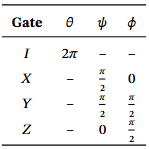 Gate θ ψ ϕ
I 2π – –
X – π/2 0
Y – π/2 π/2
Z – 0 π/2